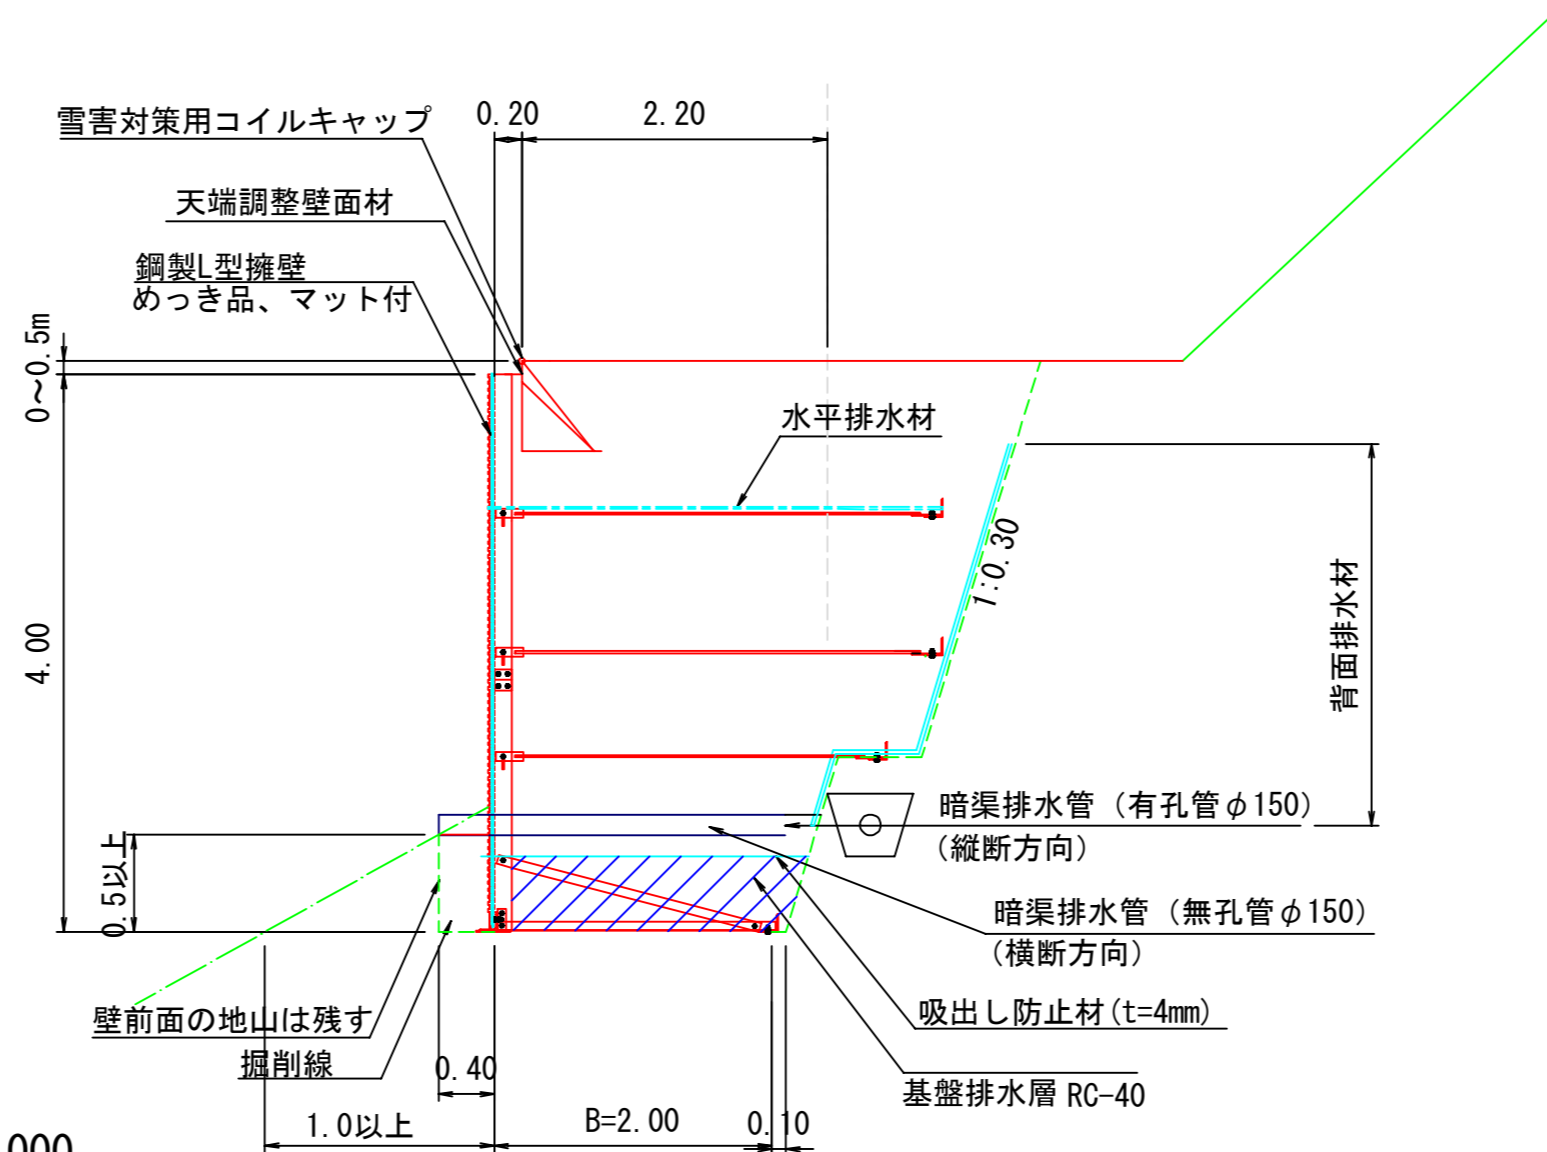 雪害対策用コイルキャップ
0.20
2.20
天端調整壁面材
鋼製L型擁壁
めっき品、マット付
0～0.5m
水平排水材
1:0.30
4.00
背面排水材
暗渠排水管（有孔管φ150）
（縦断方向）
0.5以上
暗渠排水管（無孔管φ150）
（横断方向）
吸出し防止材(t=4mm)
壁前面の地山は残す
掘削線
0.40
基盤排水層 RC-40
1.0以上
B=2.00
0.10
000